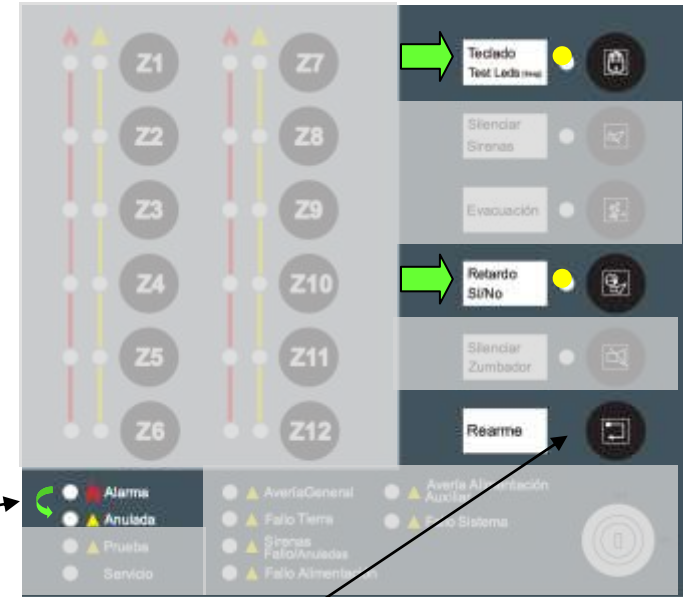 Z1
Z7
Teclado
Test Leds
Z2
Z8
Silenciar
Sirenas
Z3
Z9
Evacuación
Z4
Z10
Retardo
Sí/No
Z5
Z11
Silenciar
Zumbador
Z6
Z12
Rearme
Alarma
Anulada
Prueba
Servicio
AveríaGeneral
Fallo Tierra
Sirenas
Fallo/Anuladas
Fallo Alimentación
Avería Alimentación
Auxiliar
Fallo Sistema